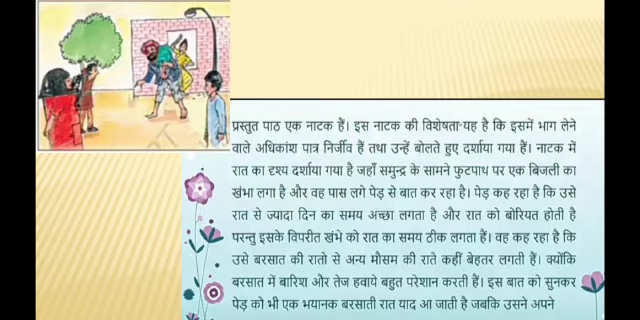 प्रस्तुत पाठ एक नाटक हैं। इस नाटक की विशेषता यह है कि इसमें भाग लेने
वाले अधिकांश पात्र निर्जीव हैं तथा उन्हें बोलते हुए दर्शाया गया हैं। नाटक में
रात का दृश्य दर्शाया गया है जहाँ समुन्द्र के सामने फुटपाथ पर एक बिजली का
खंभा लगा है और वह पास लगे पेड़ से बात कर रहा है। पेड़ कह रहा है कि उसे
रात से ज्यादा दिन का समय अच्छा लगता है और रात को बोरियत होती है
परन्तु इसके विपरीत खंभे को रात का समय ठीक लगता हैं। वह कह रहा है कि
उसे बरसात की रातो से अन्य मौसम की राते कहीं बेहतर लगती हैं। क्योंकि
बरसात में बारिश और तेज हवाये बहुत परेशान करती हैं। इस बात को सुनकर
पेड़ को भी एक भयानक बरसाती रात याद आ जाती है जबकि उसने अपने